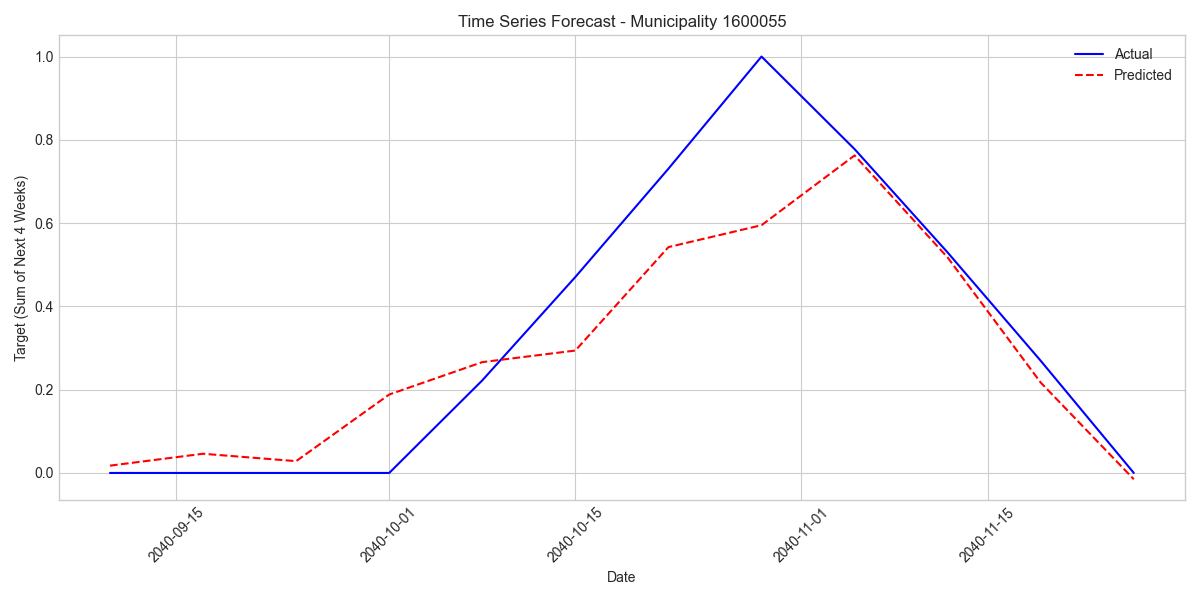 Time Series Forecast - Municipality 1600055
Actual
Predicted
Target (Sum of Next 4 Weeks)
1.0
0.8
0.6
0.4
0.2
0.0
2040-09-15
2040-10-01
2040-10-15
2040-11-01
2040-11-15
Date